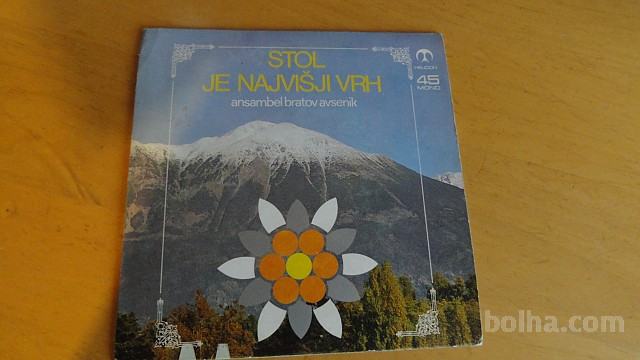 STOL
JE NAJVIŠJI VRH
ansambel bratov avsenik
HELIDON
45
MONO
bolha.com